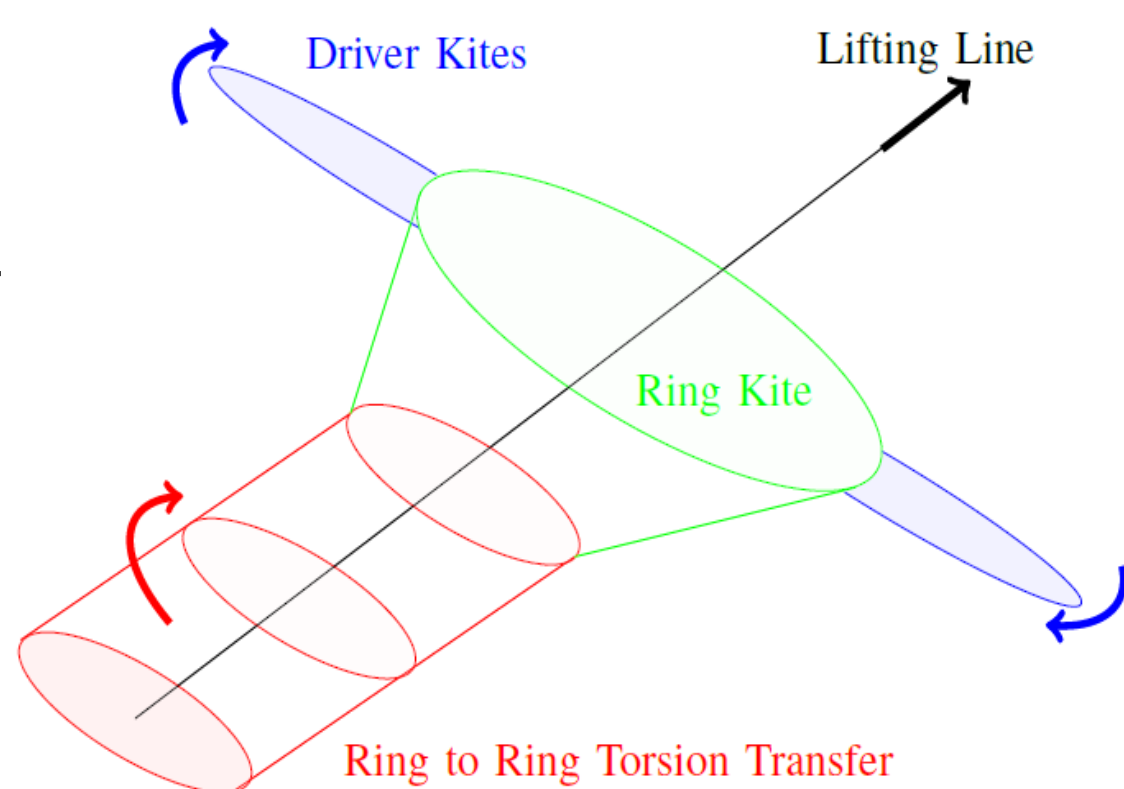 Driver Kites
Lifting Line
Ring Kite
Ring to Ring Torsion Transfer